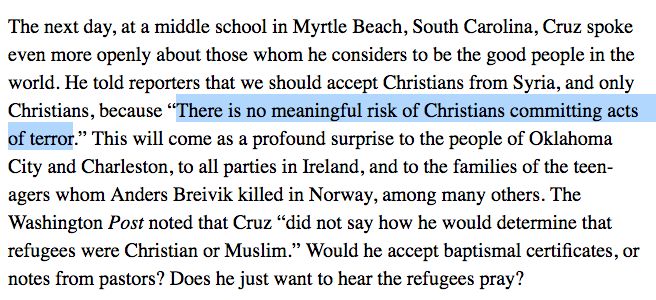 The next day, at a middle school in Myrtle Beach, South Carolina, Cruz spoke
even more openly about those whom he considers to be the good people in the
world. He told reporters that we should accept Christians from Syria, and only
Christians, because “There is no meaningful risk of Christians committing acts
of terror.” This will come as a profound surprise to the people of Oklahoma
City and Charleston, to all parties in Ireland, and to the families of the teen-
agers whom Anders Breivik killed in Norway, among many others. The
Washington Post noted that Cruz “did not say how he would determine that
refugees were Christian or Muslim.” Would he accept baptismal certificates, or
notes from pastors? Does he just want to hear the refugees pray?